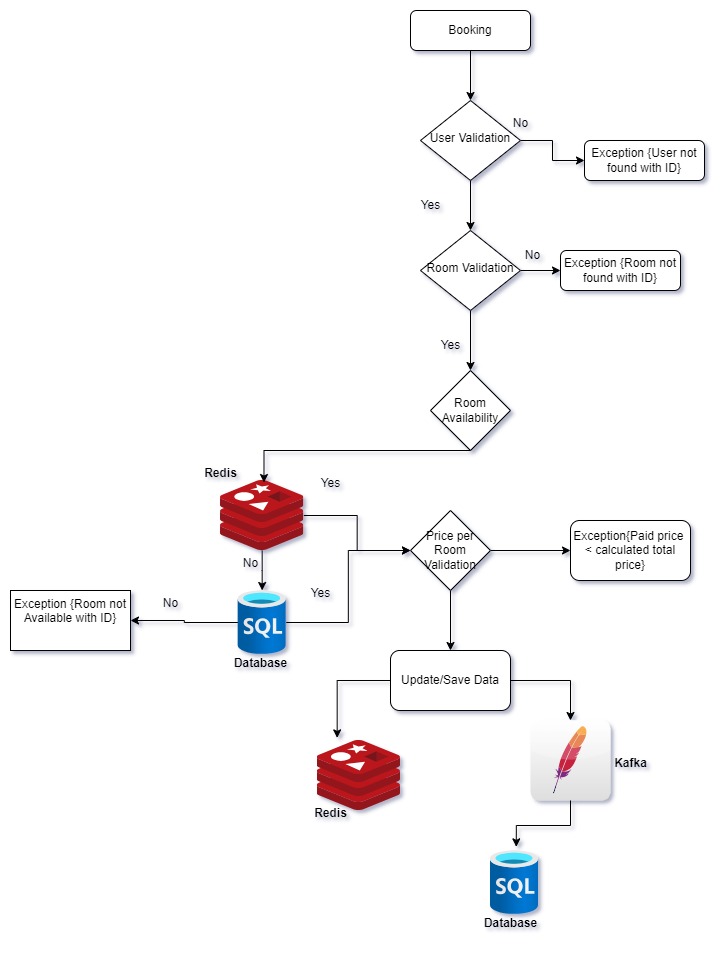 Booking
User Validation
No
Exception {User not
found with ID}
Yes
Room Validation
No
Exception {Room not
found with ID}
Yes
Room
Availability
Redis
Yes
Price per
Room
Validation
Exception{Paid price
< calculated total
price}
No
Yes
SQL
Database
No
Exception {Room not
Available with ID}
Update/Save Data
Redis
Kafka
SQL
Database